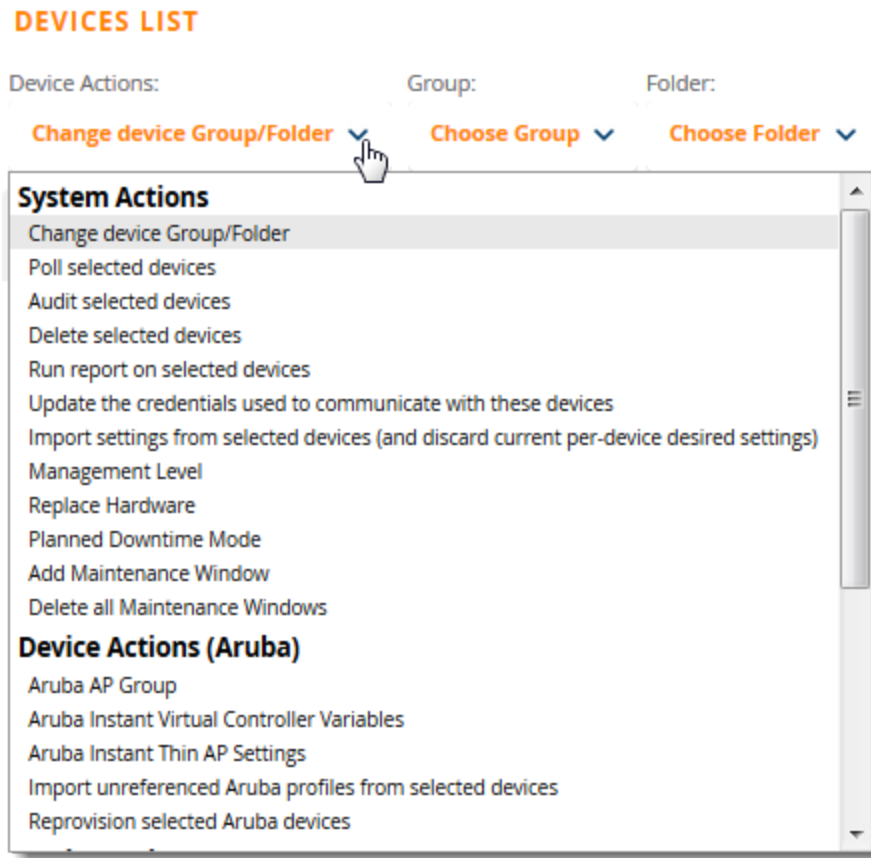 DEVICES LIST
Device Actions: Group: Folder:
Change device Group/Folder Choose Group Choose Folder
System Actions
Change device Group/Folder
Poll selected devices
Audit selected devices
Delete selected devices
Run report on selected devices
Update the credentials used to communicate with these devices
Import settings from selected devices (and discard current per-device desired settings)
Management Level
Replace Hardware
Planned Downtime Mode
Add Maintenance Window
Delete all Maintenance Windows
Device Actions (Aruba)
Aruba AP Group
Aruba Instant Virtual Controller Variables
Aruba Instant Thin AP Settings
Import unreferenced Aruba profiles from selected devices
Reprovision selected Aruba devices